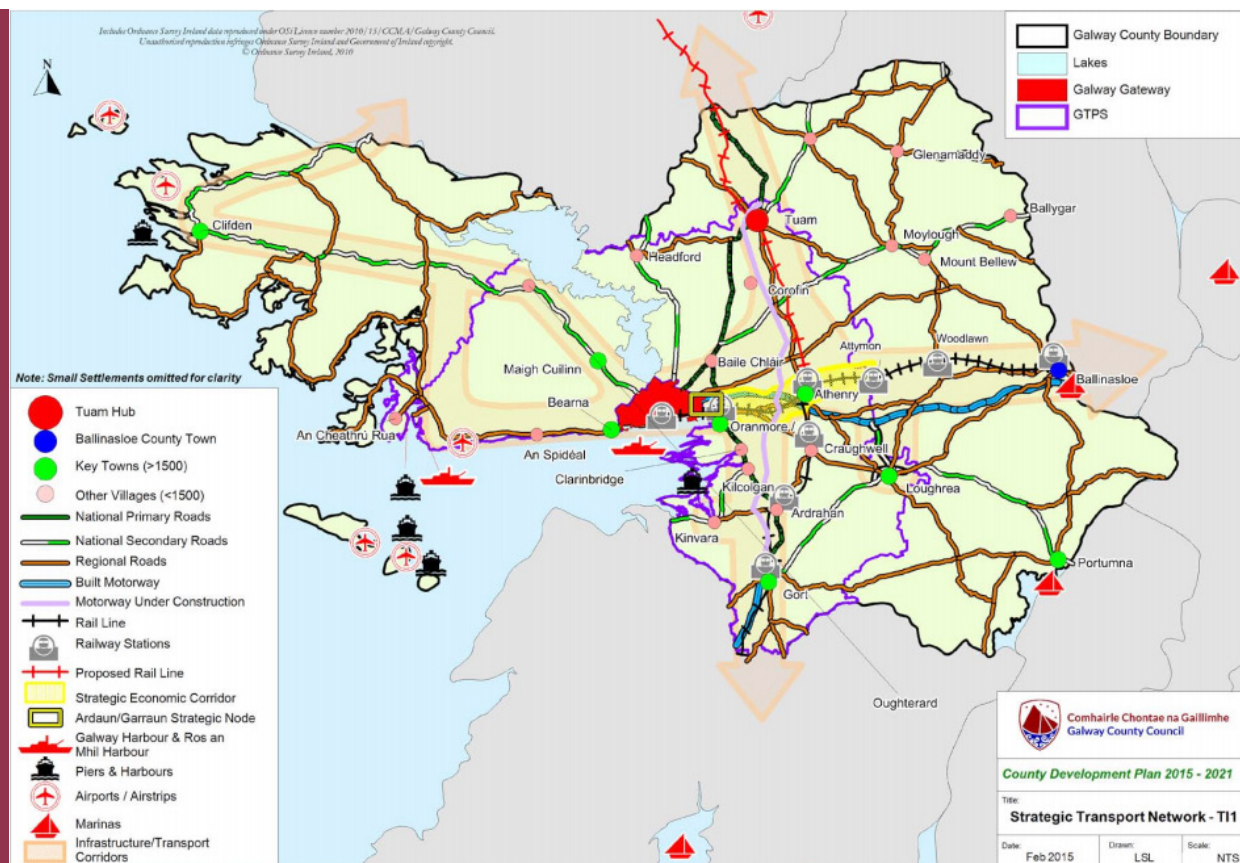 Includes Ordnance Survey Ireland data reproduced under OSi Licence number 2010/15/CCMA/Galway County Council.
Unauthorised reproduction infringes Ordnance Survey Ireland and Government of Ireland copyright.
© Ordnance Survey Ireland, 2010
N
Galway County Boundary
Lakes
Galway Gateway
GTPS
Glenamaddy
Ballygar
Tuam
Clifden
Moylough
Headford
Mount Bellew
Corofin
Woodlawn
Attymon
Baile Chláir
Maigh Cuilinn
Ballinasloe
Bearna
Athenry
Oranmore /
An Cheathrú Rua
Craughwell
An Spidéal
Clarinbridge
Loughrea
Kilcolgan
Ardrahan
Kinvara
Portumna
Gort
Oughterard
Note: Small Settlements omitted for clarity
Tuam Hub
Ballinasloe County Town
Key Towns (>1500)
Other Villages (<1500)
National Primary Roads
National Secondary Roads
Regional Roads
Built Motorway
Motorway Under Construction
Rail Line
Railway Stations
Proposed Rail Line
Strategic Economic Corridor
Ardaun/Garraun Strategic Node
Galway Harbour & Ros an
Mhil Harbour
Piers & Harbours
Airports / Airstrips
Marinas
Infrastructure/Transport
Corridors
Comhairle Chontae na Gaillimhe
Galway County Council
County Development Plan 2015 - 2021
Title:
Strategic Transport Network - TI1
Date:
Feb 2015
Drawn:
LSL
Scale:
NTS